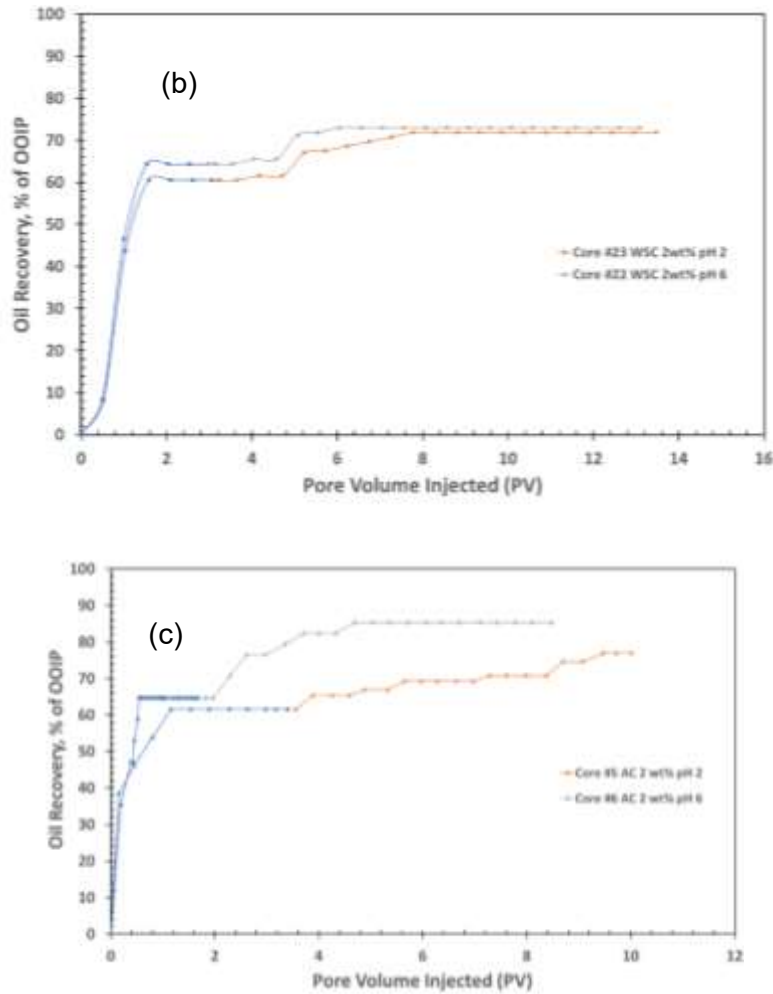 100
90
80
70
60
50
40
30
20
10
0
(b)
Oil Recovery, % of OOIP
Core #23 WSC 2wt% pH 2
Core #22 WSC 2wt% pH 6
0 2 4 6 8 10 12 14 16
Pore Volume Injected (PV)
100
90
80
70
60
50
40
30
20
10
0
(c)
Oil Recovery, % of OOIP
Core #5 AC 2 wt% pH 2
Core #6 AC 2 wt% pH 6
0 2 4 6 8 10 12
Pore Volume Injected (PV)